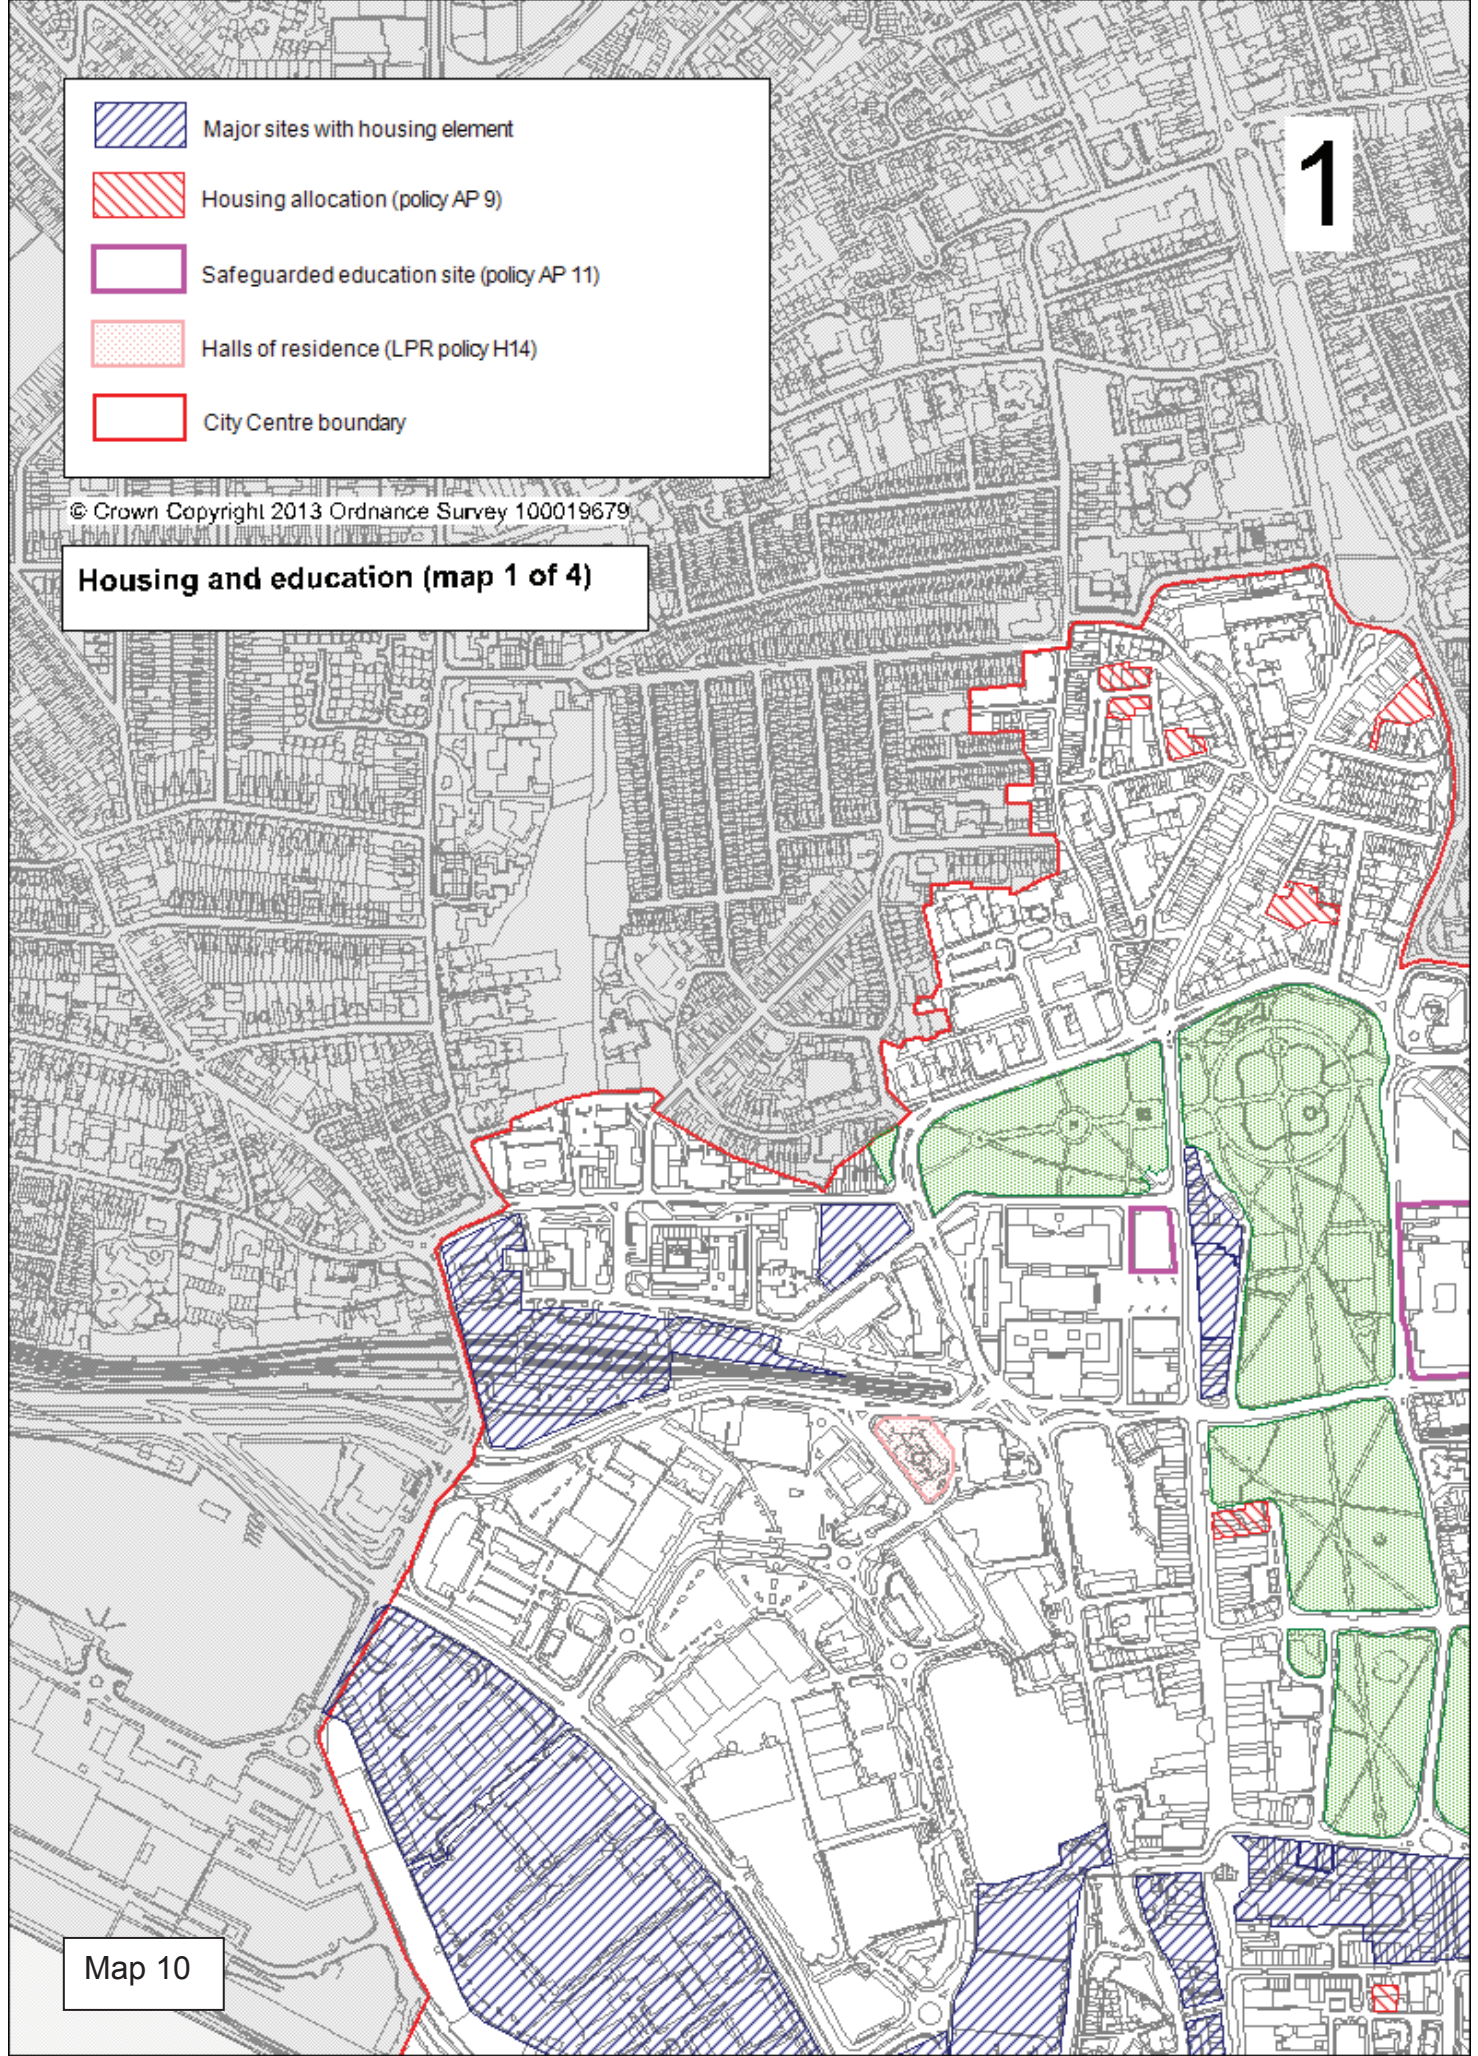 Major sites with housing element
Housing allocation (policy AP 9)
Safeguarded education site (policy AP 11)
Halls of residence (LPR policy H14)
City Centre boundary
1
© Crown Copyright 2013 Ordnance Survey 100019679
Housing and education (map 1 of 4)
Map 10